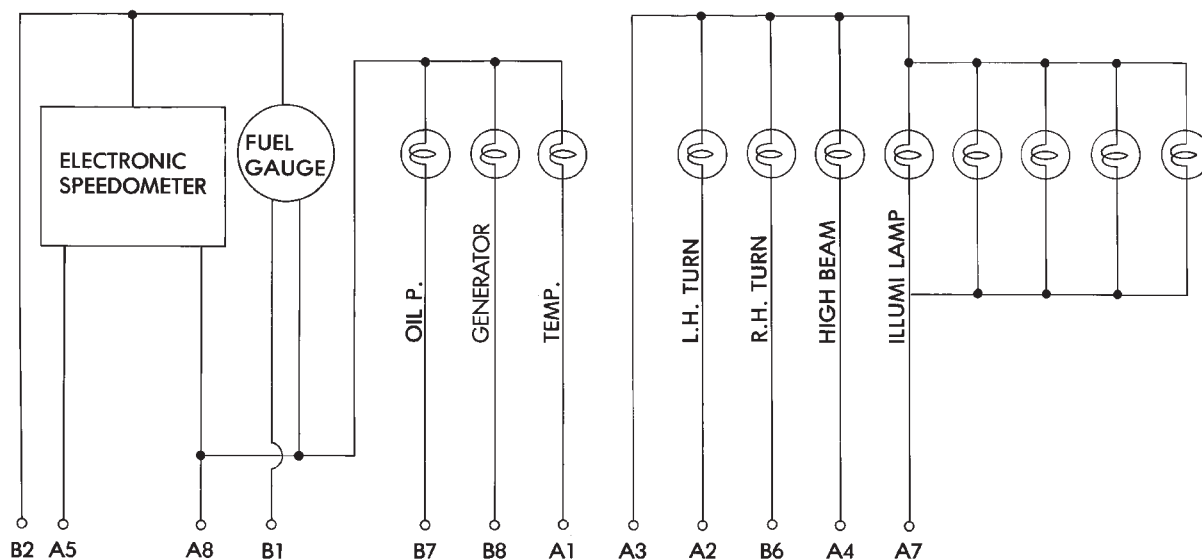 ELECTRONIC
SPEEDOMETER
FUEL
GAUGE
OIL P.
GENERATOR
TEMP.
L.H. TURN
R.H. TURN
HIGH BEAM
ILLUMI LAMP
B2 A5 A8 B1 B7 B8 A1 A3 A2 B6 A4 A7